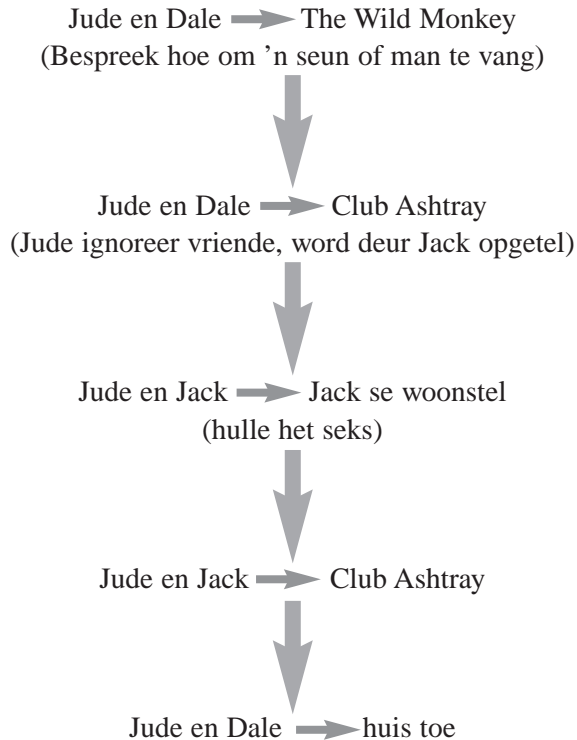 Jude en Dale The Wild Monkey
(Bespreek hoe om ’n seun of man te vang)
Jude en Dale Club Ashtray
(Jude ignoreer vriende, word deur Jack opgetel)
Jude en Jack Jack se woonstel
(hulle het seks)
Jude en Jack Club Ashtray
Jude en Dale huis toe